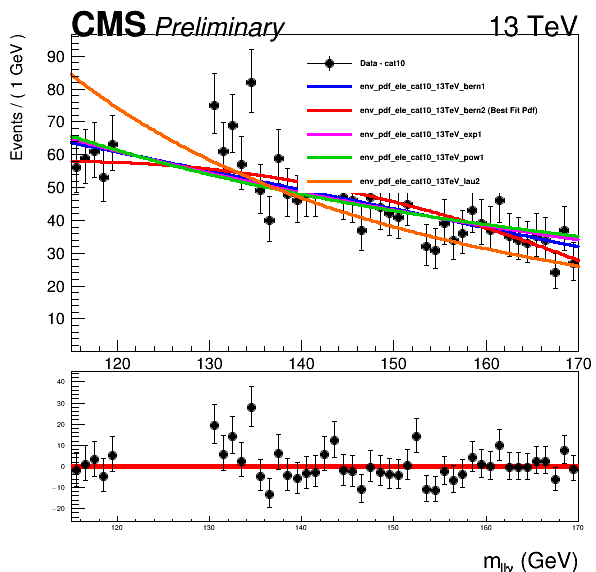 CMS Preliminary 13 TeV
Events / ( 1 GeV )
90
80
70
60
50
40
30
20
10
Data - cat10
env_pdf_ele_cat10_13TeV_bern1
env_pdf_ele_cat10_13TeV_bern2 (Best Fit Pdf)
env_pdf_ele_cat10_13TeV_exp1
env_pdf_ele_cat10_13TeV_pow1
env_pdf_ele_cat10_13TeV_lau2
120 130 140 150 160 170
40
30
20
10
0
−10
−20
120 130 140 150 160 170
m_{llγ} (GeV)